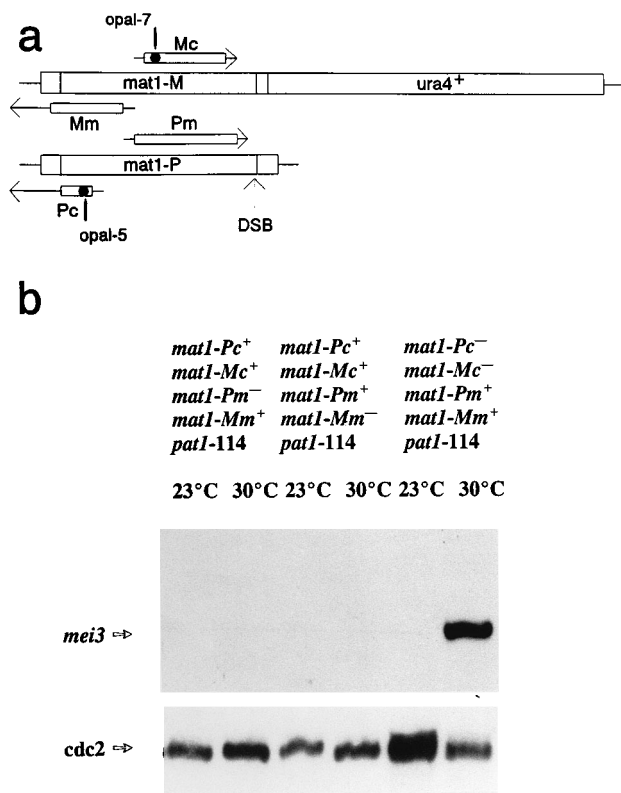 a
opal-7
Mc
mat1-M ura4+
Mm
Pm
mat1-P
Pc
opal-5
DSB
b
mat1-Pc+ mat1-Pc+ mat1-Pc−
mat1-Mc+ mat1-Mc+ mat1-Mc−
mat1-Pm− mat1-Pm+ mat1-Pm+
mat1-Mm+ mat1-Mm− mat1-Mm+
pat1-114 pat1-114 pat1-114
23°C 30°C 23°C 30°C 23°C 30°C
mei3
cdc2